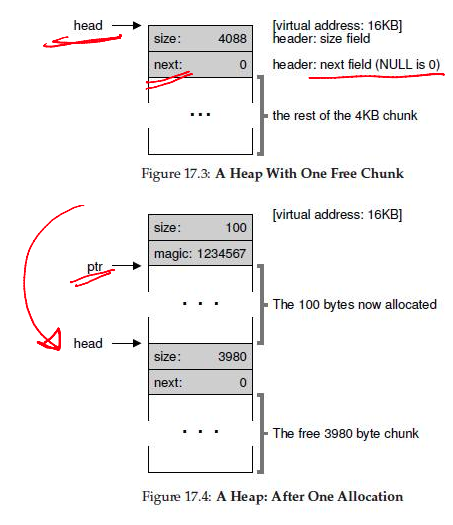 head
[virtual address: 16KB]
size: 4088
header: size field
next: 0
header: next field (NULL is 0)
...
the rest of the 4KB chunk
Figure 17.3: A Heap With One Free Chunk
[virtual address: 16KB]
size: 100
magic: 1234567
ptr
. . .
The 100 bytes now allocated
head
size: 3980
next: 0
. . .
The free 3980 byte chunk
Figure 17.4: A Heap: After One Allocation